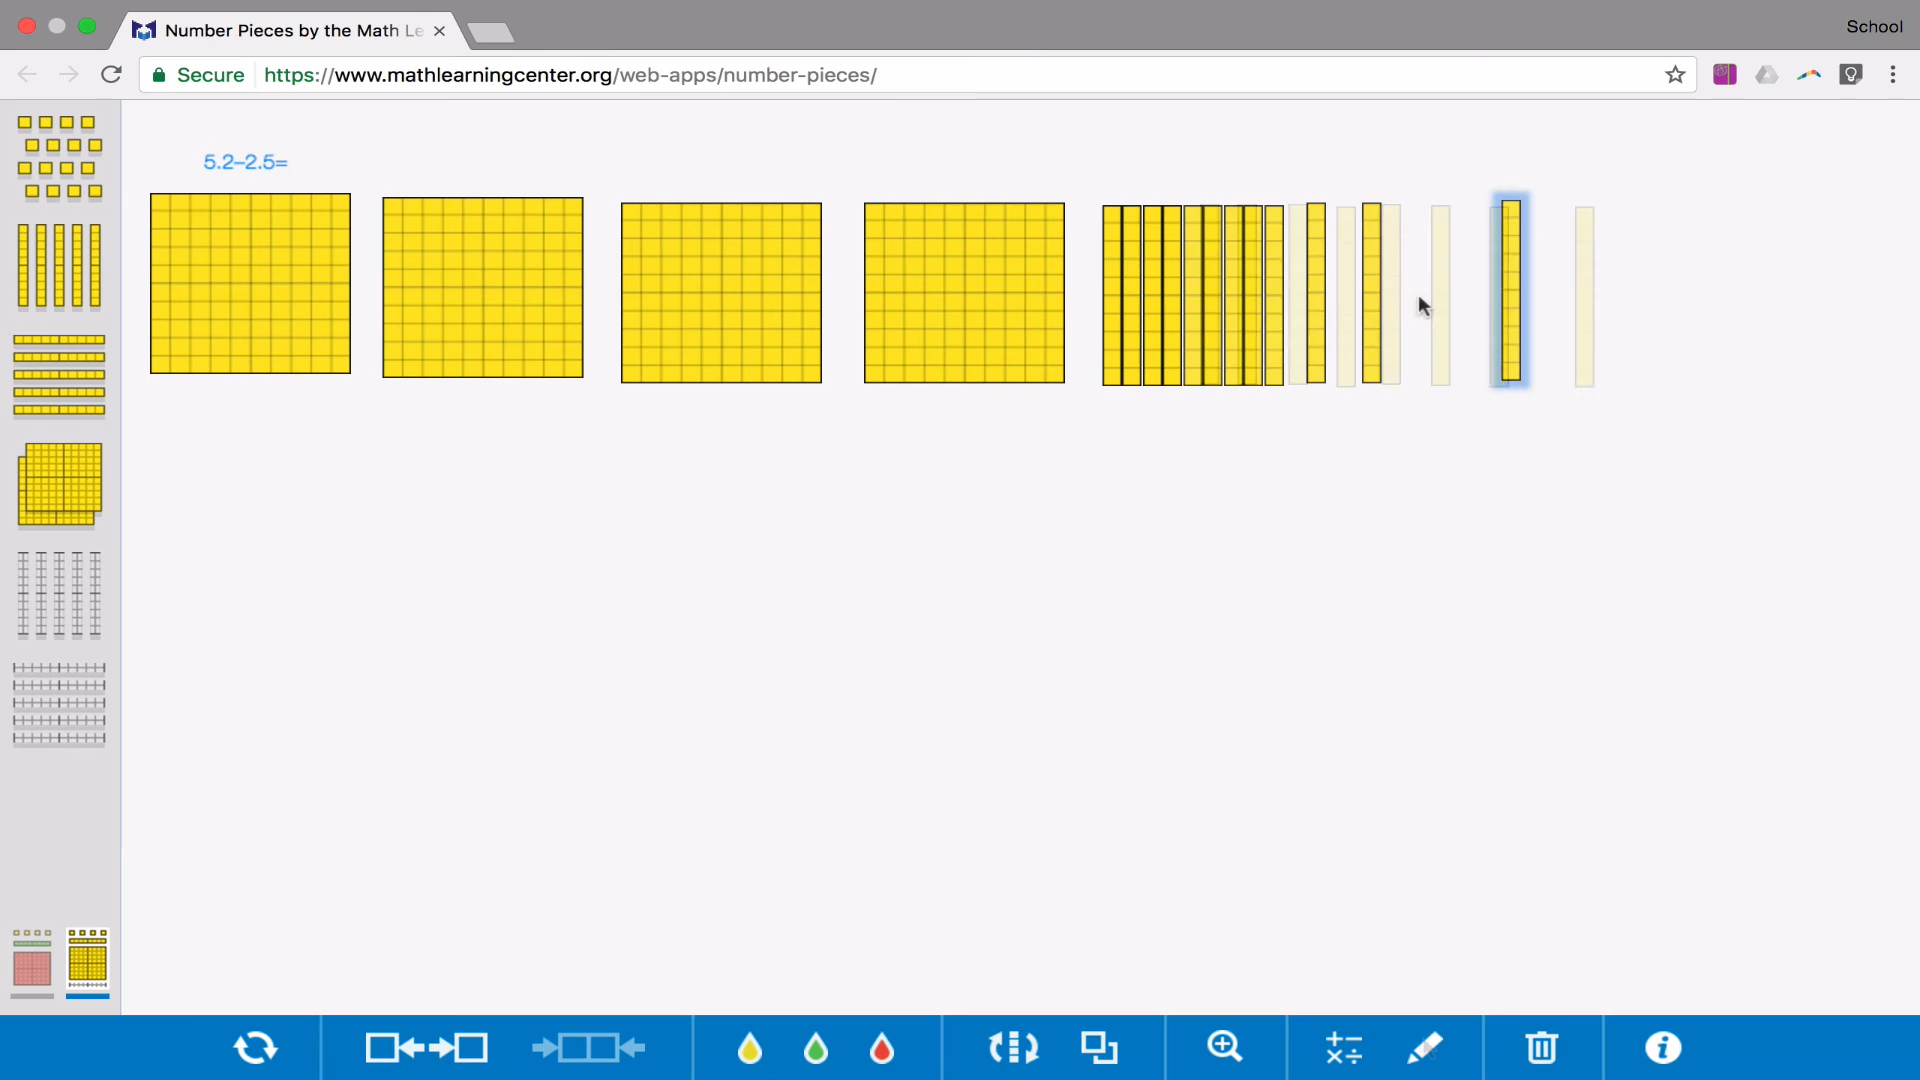 School
Number Pieces by the Math Le
Secure https://www.mathlearningcenter.org/web-apps/number-pieces/
5.2–2.5=